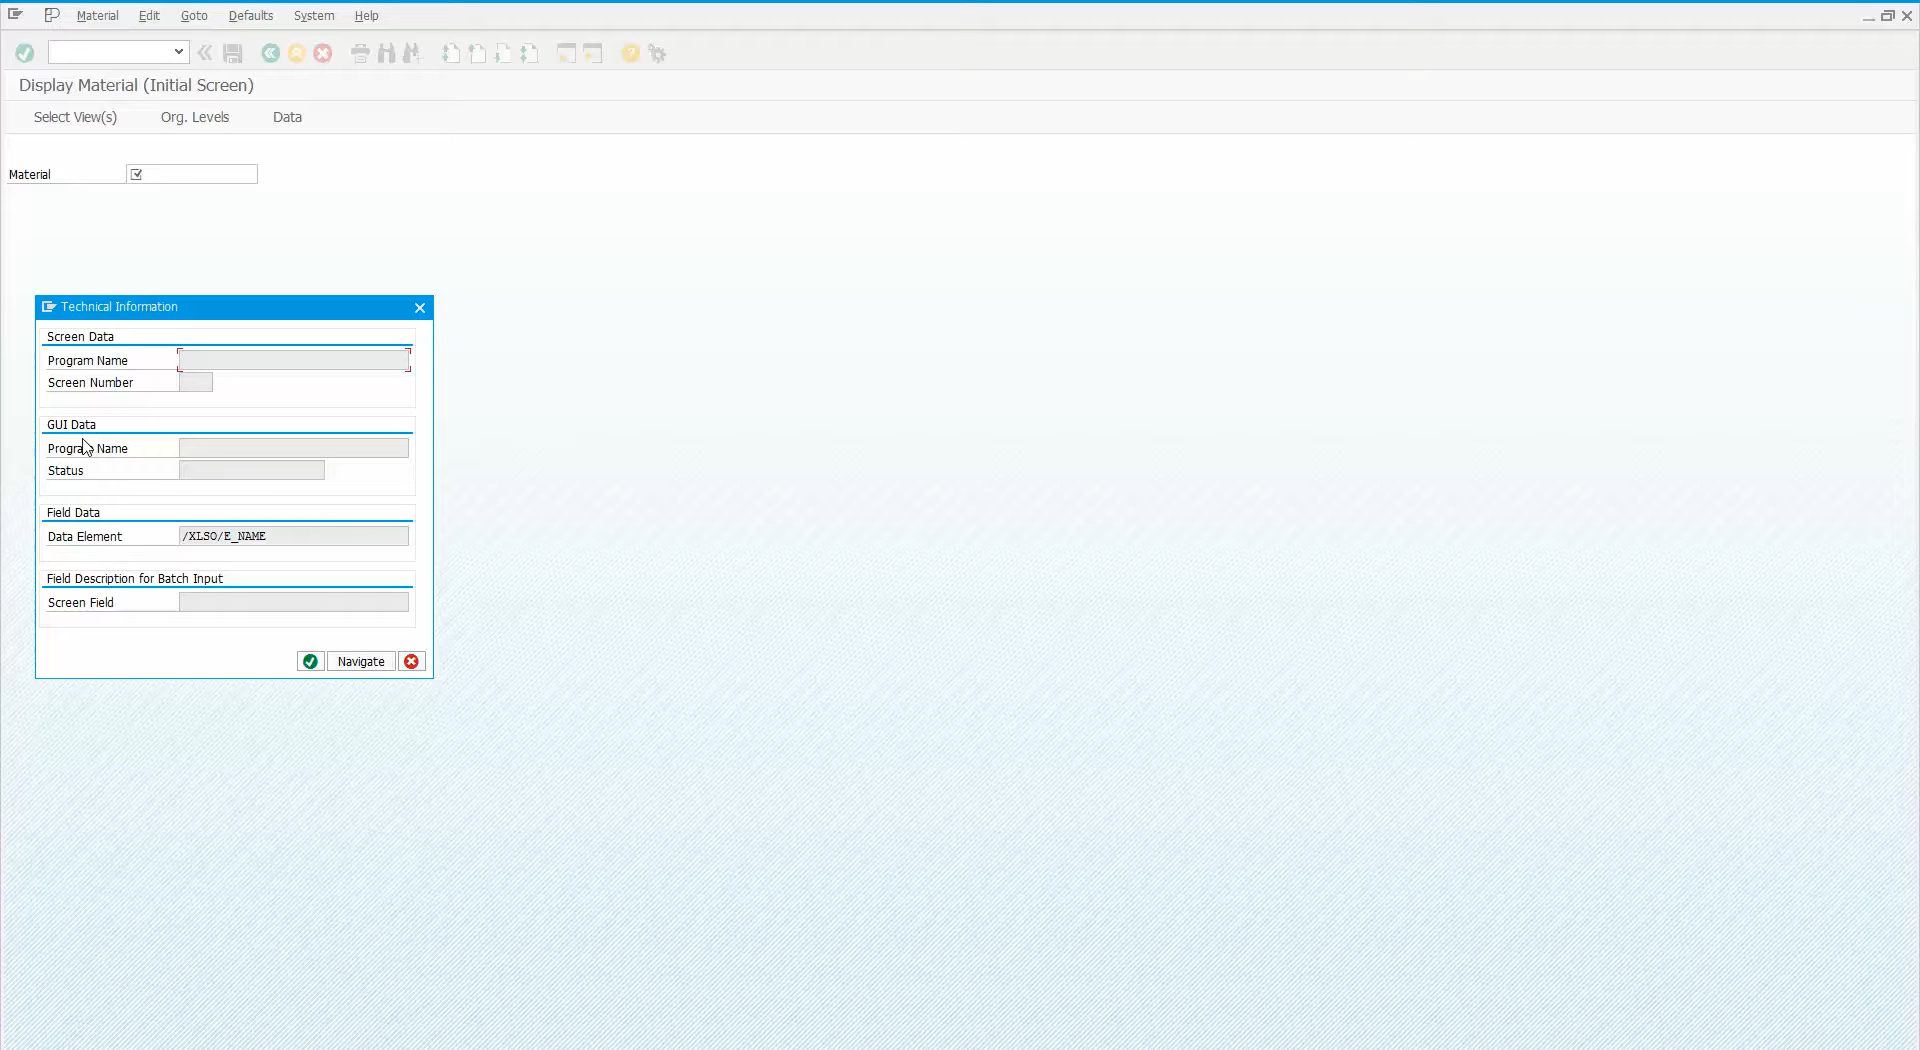 Material Edit Goto Defaults System Help
Display Material (Initial Screen)
Select View(s) Org. Levels Data
Material
Technical Information
Screen Data
Program Name
Screen Number
GUI Data
Program Name
Status
Field Data
Data Element /XLSO/E_NAME
Field Description for Batch Input
Screen Field
Navigate